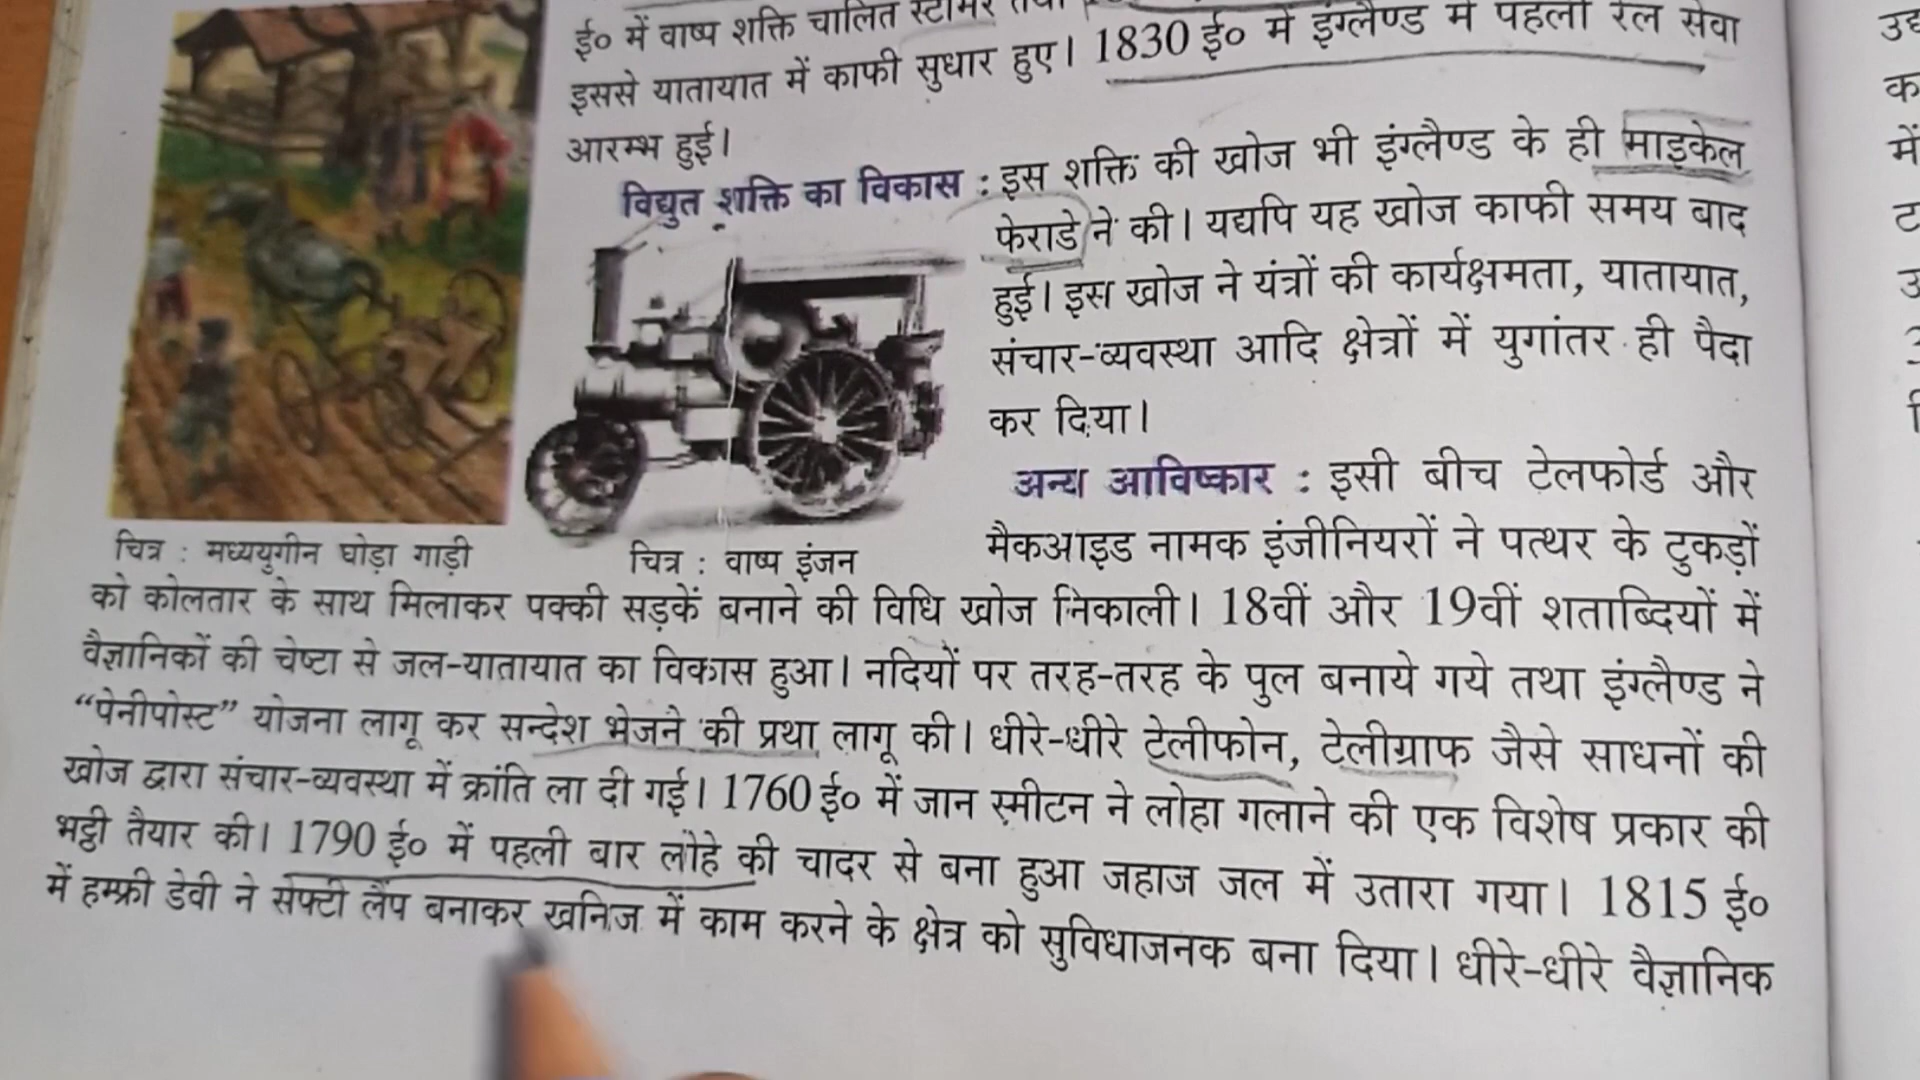 ई० में वाष्प शक्ति चालित स्टीमर तथा
इससे यातायात में काफी सुधार हुए। 1830 ई० में इंग्लैण्ड में पहली रेल सेवा
आरम्भ हुई।
विद्युत शक्ति का विकास : इस शक्ति की खोज भी इंग्लैण्ड के ही माइकेल
फेराडे ने की। यद्यपि यह खोज काफी समय बाद
हुई। इस खोज ने यंत्रों की कार्यक्षमता, यातायात,
संचार-व्यवस्था आदि क्षेत्रों में युगांतर ही पैदा
कर दिया।
अन्य आविष्कार : इसी बीच टेलफोर्ड और
मैकआइड नामक इंजीनियरों ने पत्थर के टुकड़ों
चित्र : मध्ययुगीन घोड़ा गाड़ी
चित्र : वाष्प इंजन
को कोलतार के साथ मिलाकर पक्की सड़कें बनाने की विधि खोज निकाली। 18वीं और 19वीं शताब्दियों में
वैज्ञानिकों की चेष्टा से जल-यातायात का विकास हुआ। नदियों पर तरह-तरह के पुल बनाये गये तथा इंग्लैण्ड ने
“पेनीपोस्ट” योजना लागू कर सन्देश भेजने की प्रथा लागू की। धीरे-धीरे टेलीफोन, टेलीग्राफ जैसे साधनों की
खोज द्वारा संचार-व्यवस्था में क्रांति ला दी गई। 1760 ई० में जान स्मीटन ने लोहा गलाने की एक विशेष प्रकार की
भट्ठी तैयार की। 1790 ई० में पहली बार लोहे की चादर से बना हुआ जहाज जल में उतारा गया। 1815 ई०
में हम्फ्री डेवी ने सेफ्टी लैंप बनाकर खनिज में काम करने के क्षेत्र को सुविधाजनक बना दिया। धीरे-धीरे वैज्ञानिक